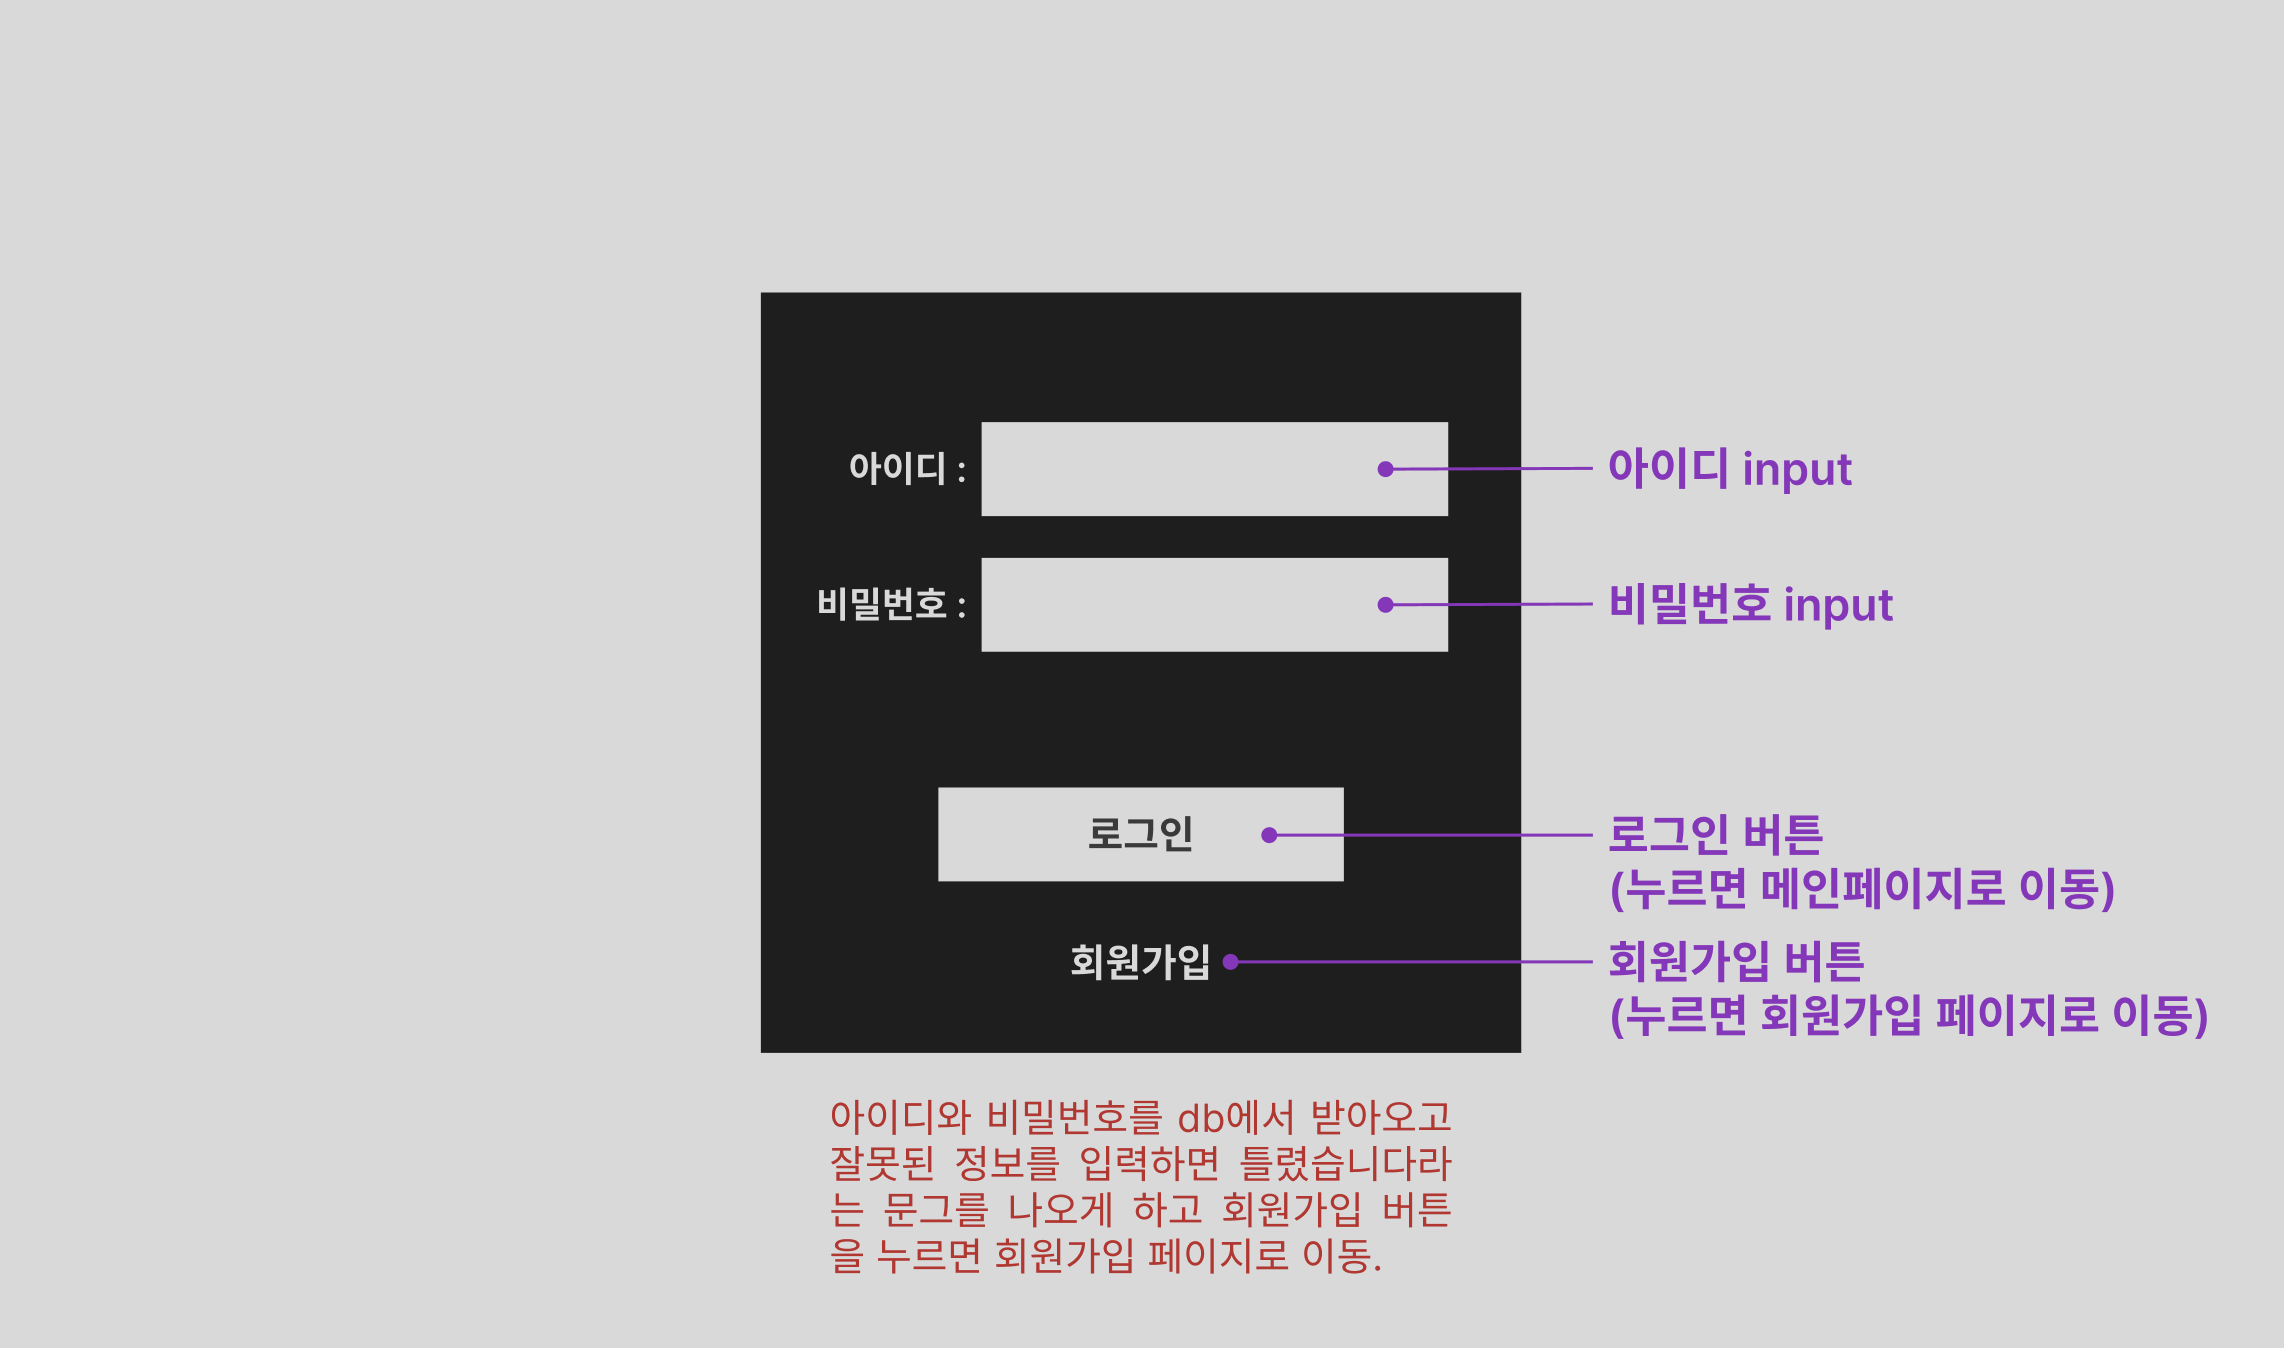 아이디 :
아이디 input
비밀번호 :
비밀번호 input
로그인
로그인 버튼
(누르면 메인페이지로 이동)
회원가입
회원가입 버튼
(누르면 회원가입 페이지로 이동)
아이디와 비밀번호를 db에서 받아오고
잘못된 정보를 입력하면 틀렸습니다라
는 문그를 나오게 하고 회원가입 버튼
을 누르면 회원가입 페이지로 이동.